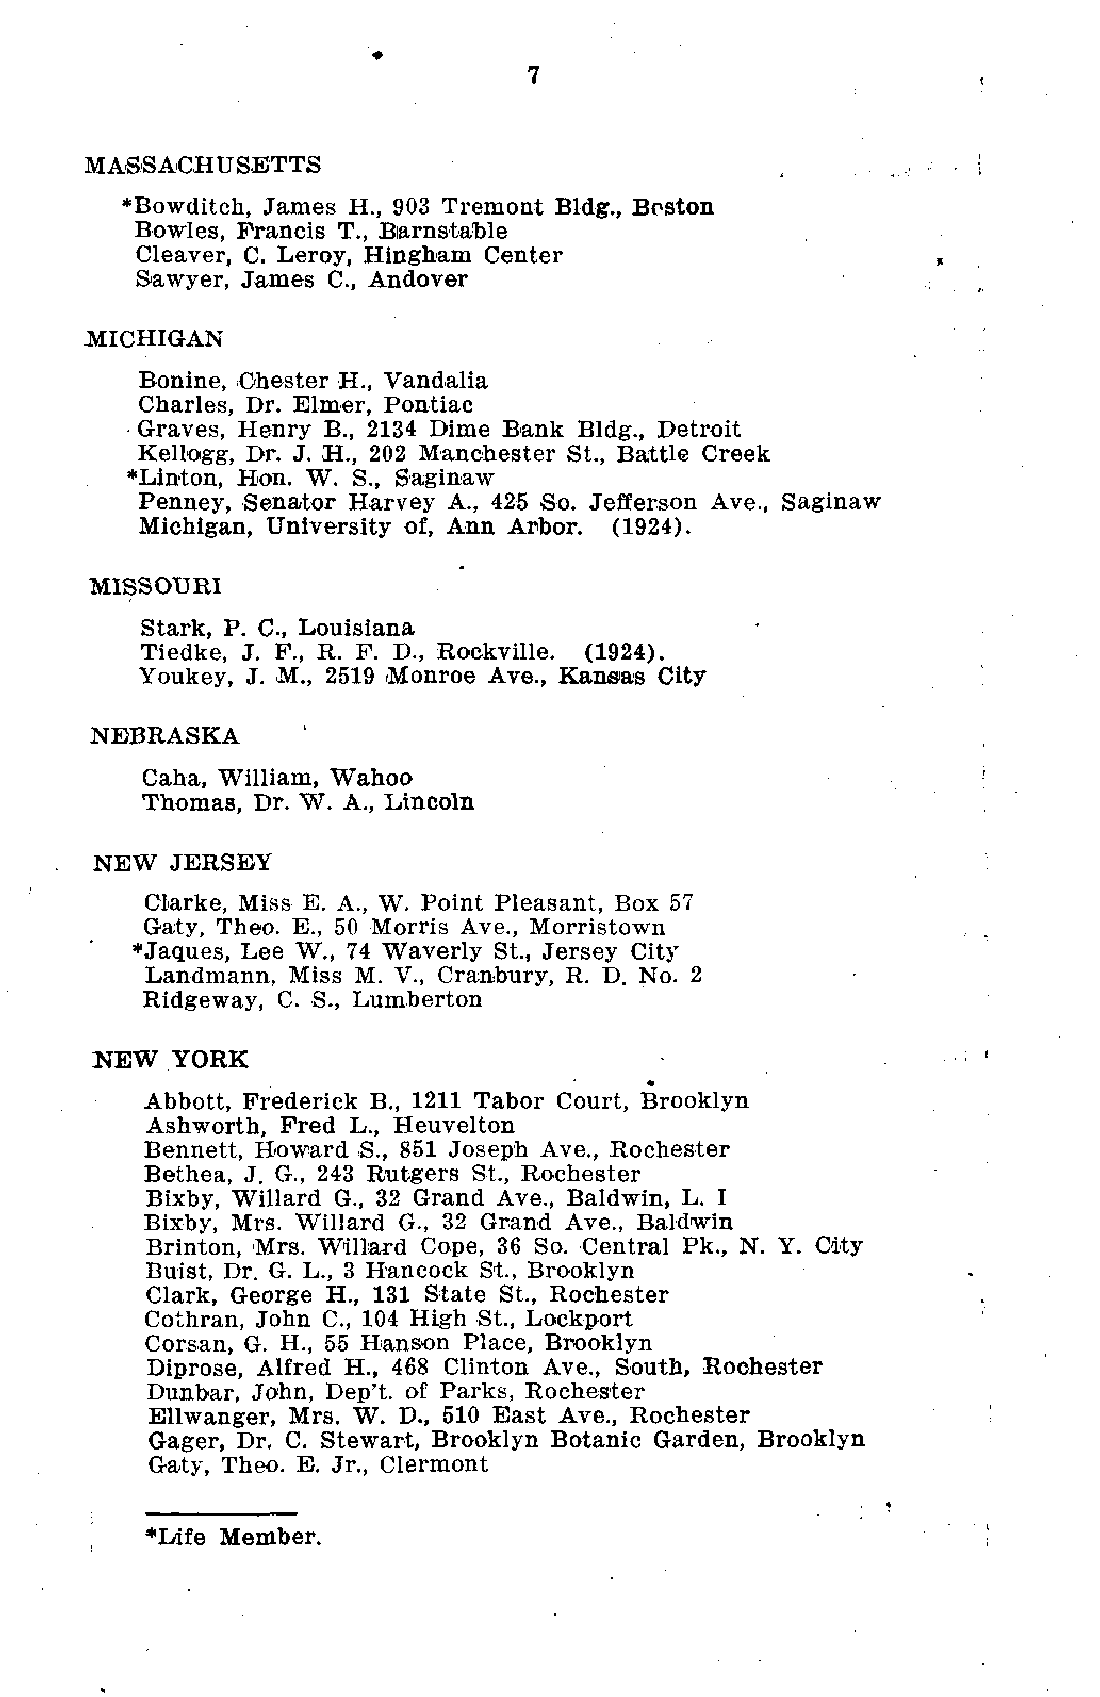 7
MASSACHUSETTS
*Bowditch, James H., 903 Tremont Bldg., Boston
Bowles, Francis T., Barnstable
Cleaver, C. Leroy, Hingham Center
Sawyer, James C., Andover
MICHIGAN
Bonine, Chester H., Vandalia
Charles, Dr. Elmer, Pontiac
Graves, Henry B., 2134 Dime Bank Bldg., Detroit
Kellogg, Dr. J. H., 202 Manchester St., Battle Creek
*Linton, Hon. W. S., Saginaw
Penney, Senator Harvey A., 425 So. Jefferson Ave., Saginaw
Michigan, University of, Ann Arbor. (1924).
MISSOURI
Stark, P. C., Louisiana
Tiedke, J. F., R. F. D., Rockville. (1924).
Youkey, J. M., 2519 Monroe Ave., Kansas City
NEBRASKA
Caha, William, Wahoo
Thomas, Dr. W. A., Lincoln
NEW JERSEY
Clarke, Miss E. A., W. Point Pleasant, Box 57
Gaty, Theo. E., 50 Morris Ave., Morristown
*Jaques, Lee W., 74 Waverly St., Jersey City
Landmann, Miss M. V., Cranbury, R. D. No. 2
Ridgeway, C. S., Lumberton
NEW YORK
Abbott, Frederick B., 1211 Tabor Court, Brooklyn
Ashworth, Fred L., Heuvelton
Bennett, Howard S., 851 Joseph Ave., Rochester
Bethea, J. G., 243 Rutgers St., Rochester
Bixby, Willard G., 32 Grand Ave., Baldwin, L. I
Bixby, Mrs. Willard G., 32 Grand Ave., Baldwin
Brinton, Mrs. Willard Cope, 36 So. Central Pk., N. Y. City
Buist, Dr. G. L., 3 Hancock St., Brooklyn
Clark, George H., 131 State St., Rochester
Cothran, John C., 104 High St., Lockport
Corsan, G. H., 55 Hanson Place, Brooklyn
Diprose, Alfred H., 468 Clinton Ave., South, Rochester
Dunbar, John, Dep't. of Parks, Rochester
Ellwanger, Mrs. W. D., 510 East Ave., Rochester
Gager, Dr. C. Stewart, Brooklyn Botanic Garden, Brooklyn
Gaty, Theo. E. Jr., Clermont
*Life Member.